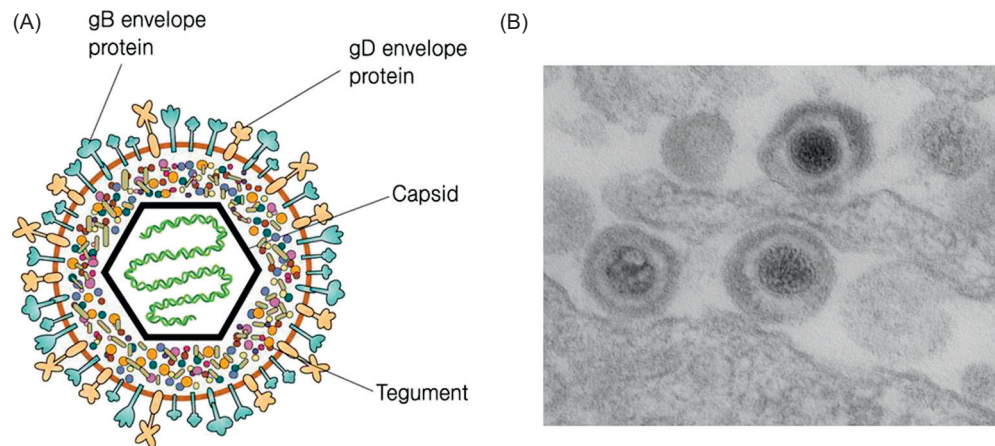 (A)
gB envelope
protein
gD envelope
protein
Capsid
Tegument
(B)